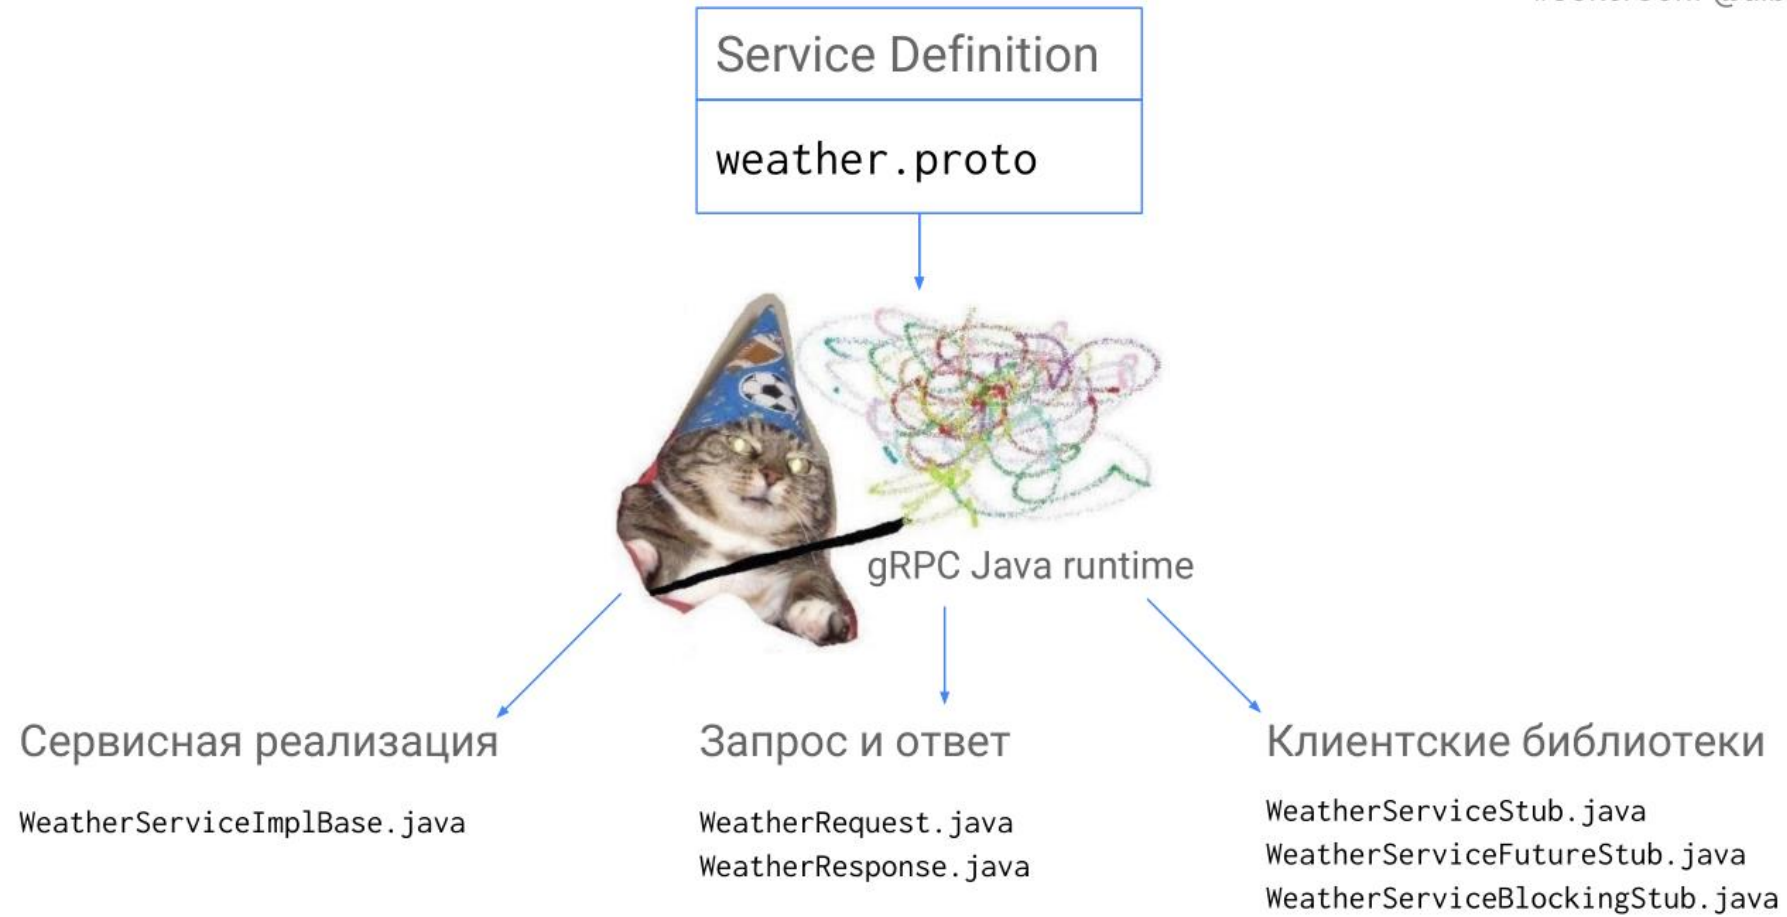 Service Definition
weather.proto
gRPC Java runtime
Сервисная реализация
WeatherServiceImplBase.java
Запрос и ответ
WeatherRequest.java
WeatherResponse.java
Клиентские библиотеки
WeatherServiceStub.java
WeatherServiceFutureStub.java
WeatherServiceBlockingStub.java